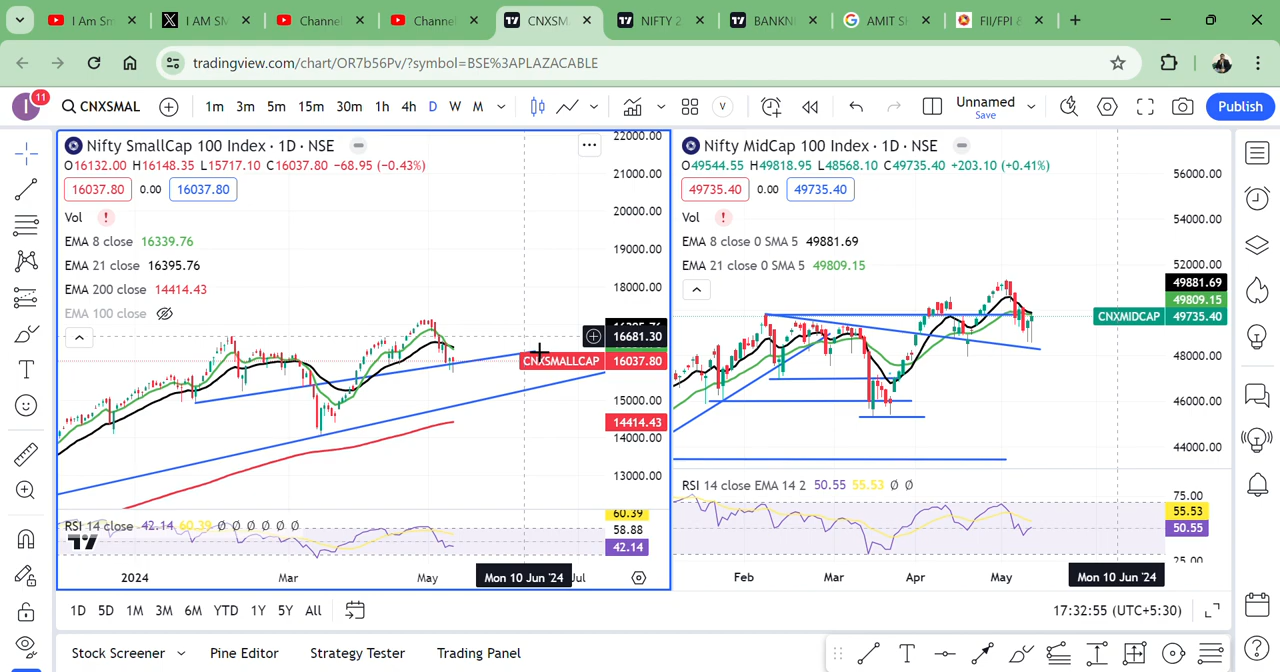 I Am Sm
I AM SM
Channel
Channel
CNXSM
NIFTY 2
BANKN
AMIT S
FII/FPI &
tradingview.com/chart/OR7b56Pv/?symbol=BSE%3APLAZACABLE
I 11 CNXSMAL 1m 3m 5m 15m 30m 1h 4h D W M V Unnamed Save Publish
Nifty SmallCap 100 Index · 1D · NSE
O16132.00 H16148.35 L15717.10 C16037.80 −68.95 (−0.43%)
16037.80 0.00 16037.80
Vol !
EMA 8 close 16339.76
EMA 21 close 16395.76
EMA 200 close 14414.43
EMA 100 close
22000.00
21000.00
20000.00
19000.00
18000.00
16681.30
CNXSMALLCAP 16037.80
15000.00
14414.43
14000.00
13000.00
RSI 14 close 42.14 60.39 Ø Ø Ø Ø Ø Ø
60.39
58.88
42.14
2024 Mar May Mon 10 Jun '24 Jul
Nifty MidCap 100 Index · 1D · NSE
O49544.55 H49818.95 L48568.10 C49735.40 +203.10 (+0.41%)
49735.40 0.00 49735.40
Vol !
EMA 8 close 0 SMA 5 49881.69
EMA 21 close 0 SMA 5 49809.15
56000.00
54000.00
52000.00
49881.69
49809.15
CNXMIDCAP 49735.40
48000.00
46000.00
44000.00
RSI 14 close EMA 14 2 50.55 55.53 Ø Ø
75.00
55.53
50.55
25.00
Feb Mar Apr May Mon 10 Jun '24
1D 5D 1M 3M 6M YTD 1Y 5Y All
17:32:55 (UTC+5:30)
Stock Screener Pine Editor Strategy Tester Trading Panel